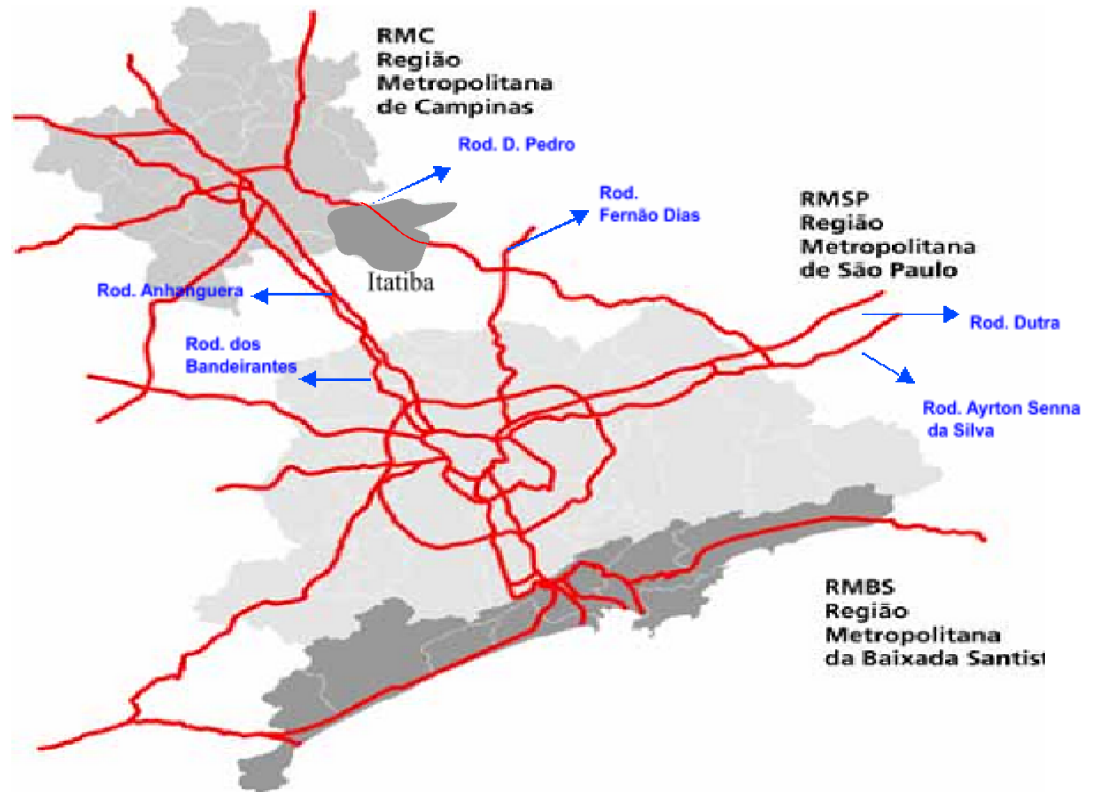 RMC
Região
Metropolitana
de Campinas
Rod. D. Pedro
Rod.
Fernão Dias
RMSP
Região
Metropolitana
de São Paulo
Itatiba
Rod. Anhanguera
Rod. Dutra
Rod. dos
Bandeirantes
Rod. Ayrton Senna
da Silva
RMBS
Região
Metropolitana
da Baixada Santist